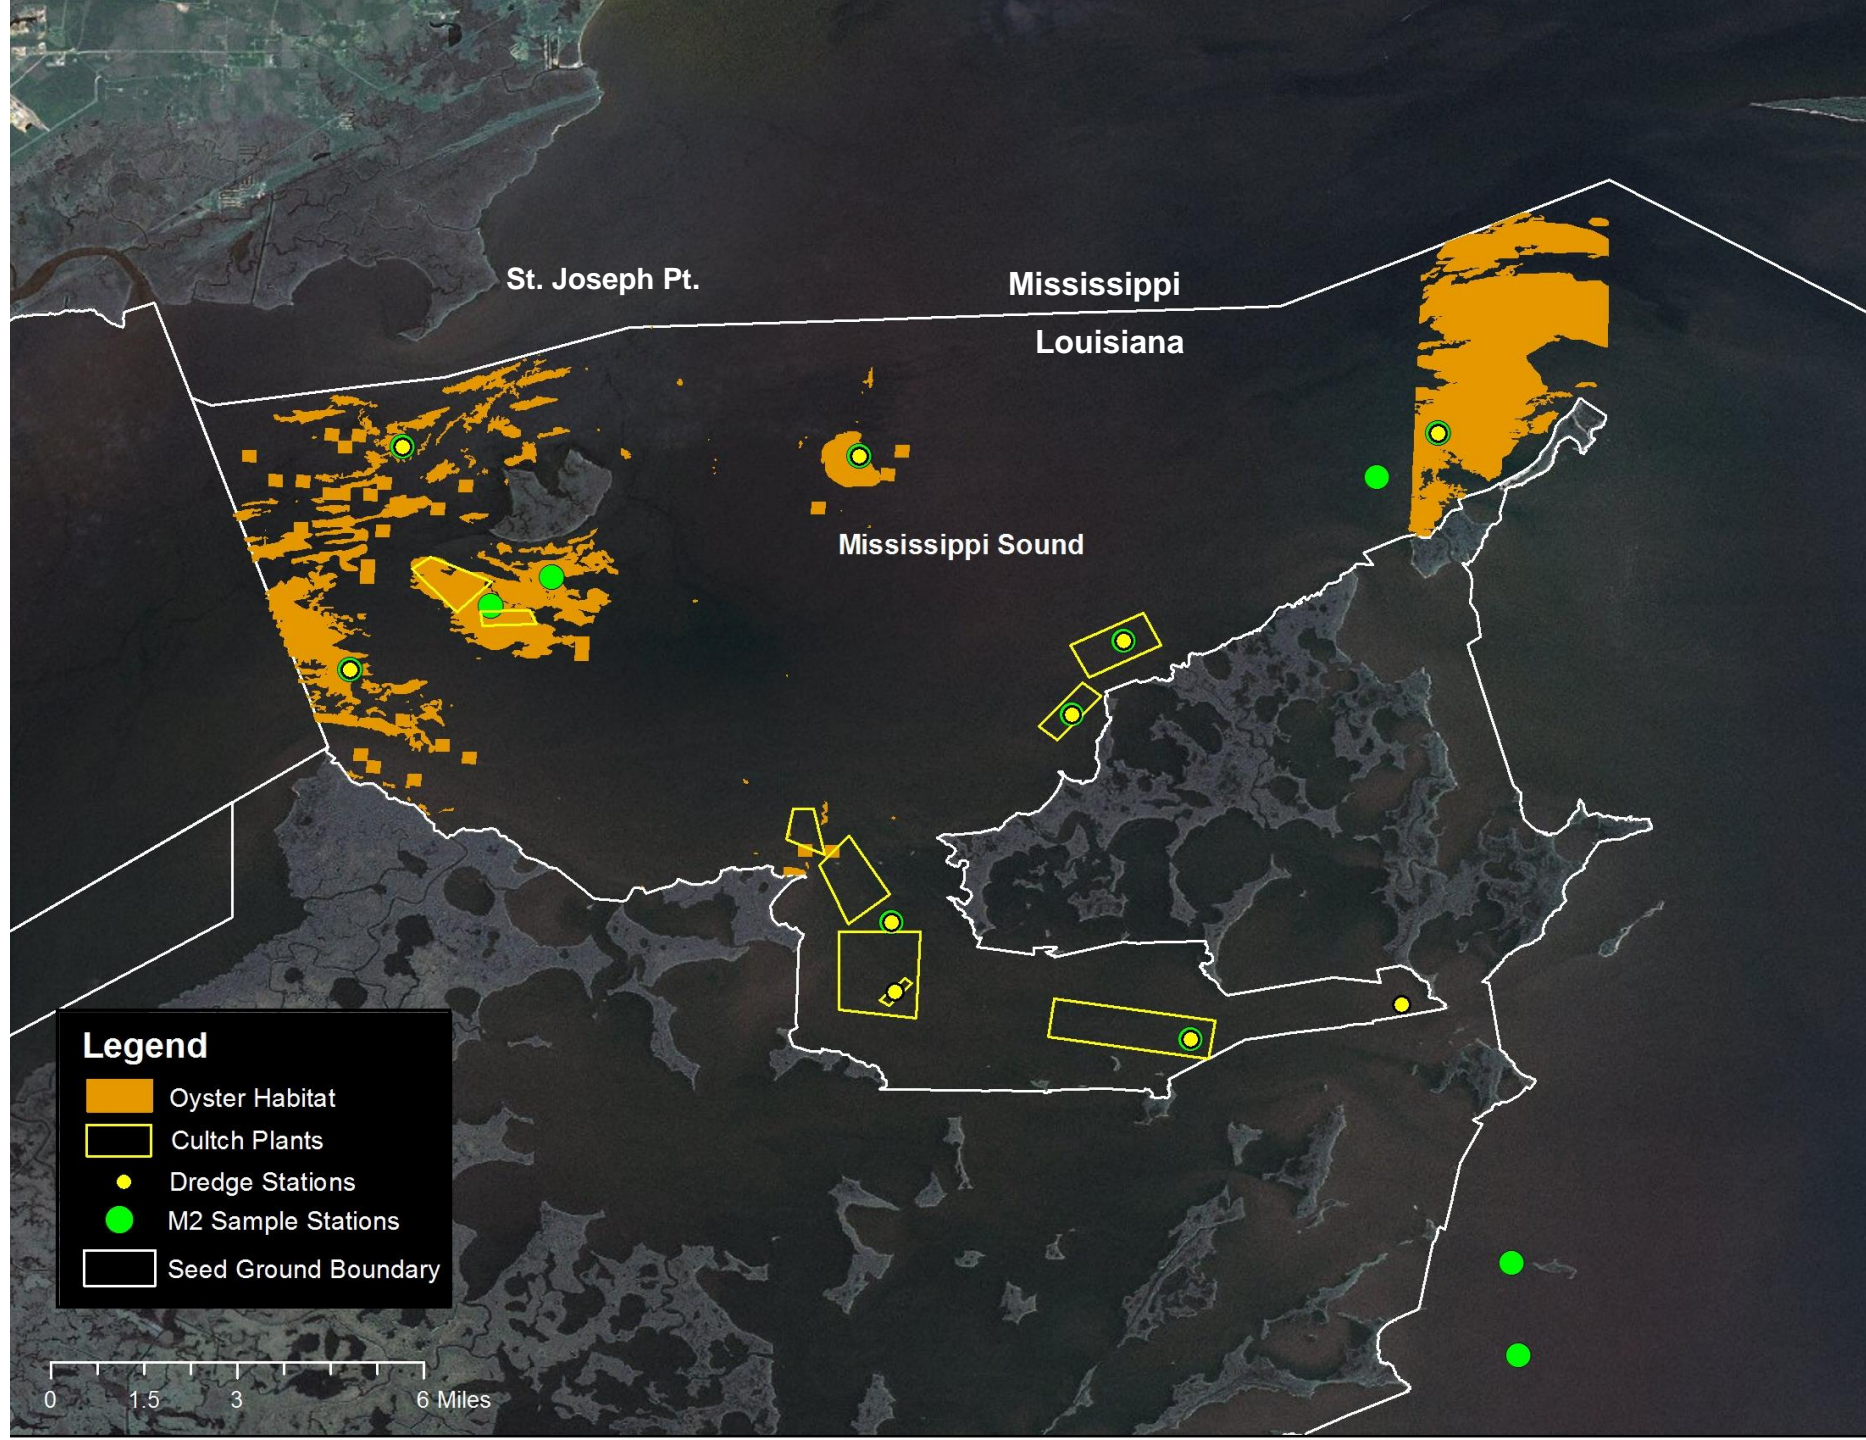 St. Joseph Pt.
Mississippi
Louisiana
Mississippi Sound
Legend
Oyster Habitat
Cultch Plants
Dredge Stations
M2 Sample Stations
Seed Ground Boundary
0 1.5 3 6 Miles